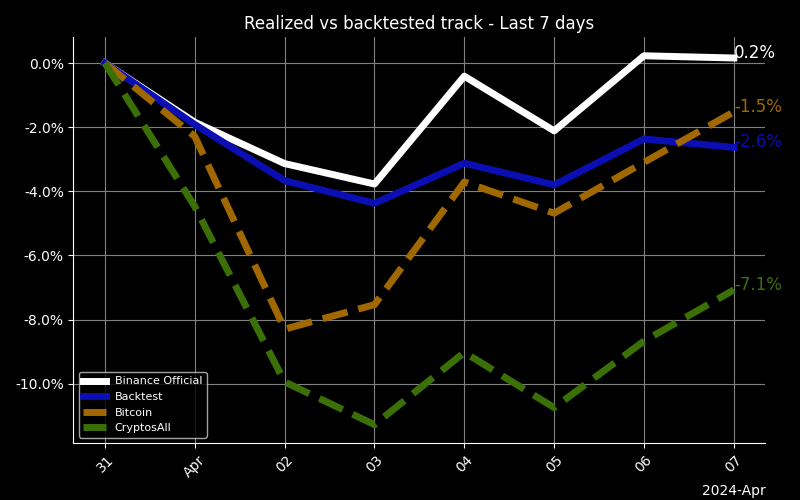 Realized vs backtested track - Last 7 days
0.0%
-2.0%
-4.0%
-6.0%
-8.0%
-10.0%
0.2%
-1.5%
-2.6%
-7.1%
Binance Official
Backtest
Bitcoin
CryptosAll
31
Apr
02
03
04
05
06
07
2024-Apr